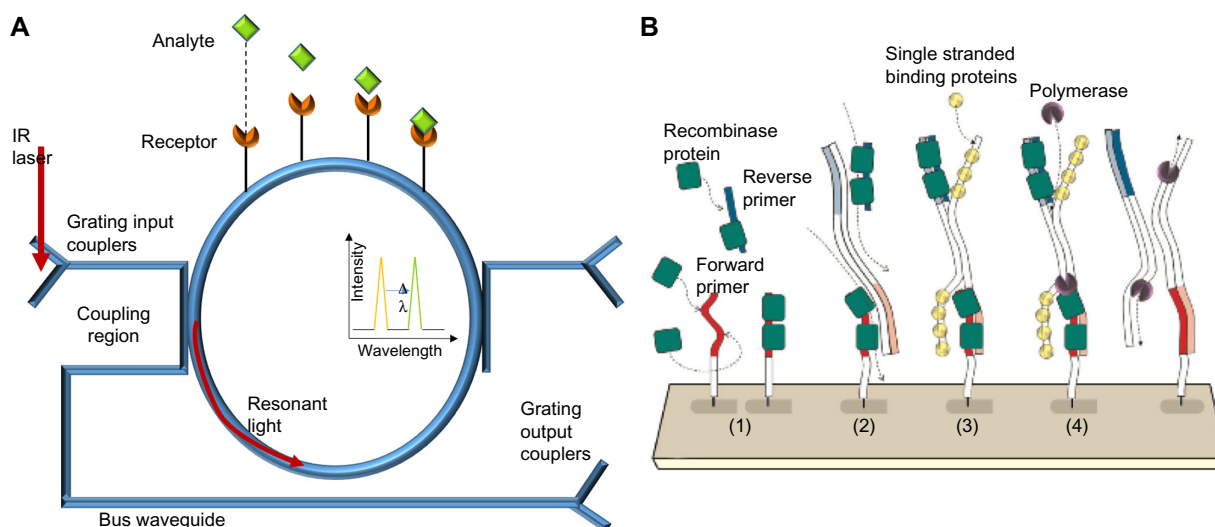 A
Analyte
Receptor
IR
laser
Grating input
couplers
Coupling
region
Intensity
Δ
λ
Wavelength
Resonant
light
Grating
output
couplers
Bus waveguide
B
Single stranded
binding proteins
Polymerase
Recombinase
protein
Reverse
primer
Forward
primer
(1)
(2)
(3)
(4)